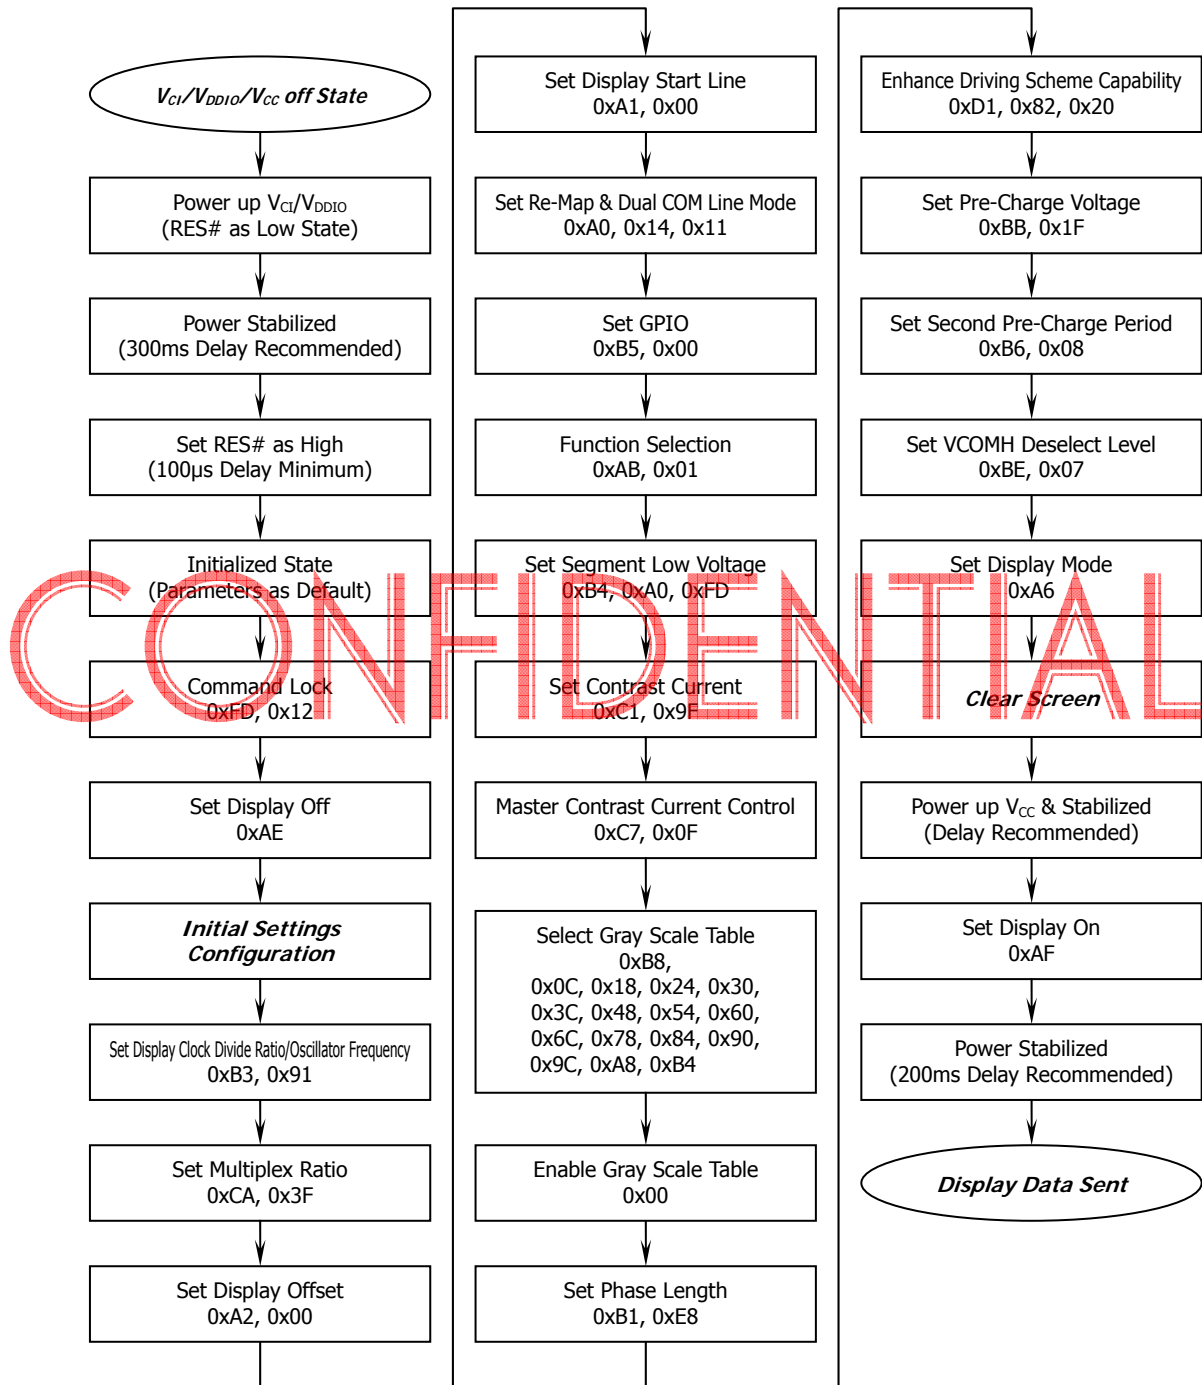 V_CI/V_DDIO/V_CC off State
Power up V_CI/V_DDIO
(RES# as Low State)
Power Stabilized
(300ms Delay Recommended)
Set RES# as High
(100µs Delay Minimum)
Initialized State
(Parameters as Default)
Command Lock
0xFD, 0x12
Set Display Off
0xAE
Initial Settings
Configuration
Set Display Clock Divide Ratio/Oscillator Frequency
0xB3, 0x91
Set Multiplex Ratio
0xCA, 0x3F
Set Display Offset
0xA2, 0x00
Set Display Start Line
0xA1, 0x00
Set Re-Map & Dual COM Line Mode
0xA0, 0x14, 0x11
Set GPIO
0xB5, 0x00
Function Selection
0xAB, 0x01
Set Segment Low Voltage
0xB4, 0xA0, 0xFD
Set Contrast Current
0xC1, 0x9F
Master Contrast Current Control
0xC7, 0x0F
Select Gray Scale Table
0xB8,
0x0C, 0x18, 0x24, 0x30,
0x3C, 0x48, 0x54, 0x60,
0x6C, 0x78, 0x84, 0x90,
0x9C, 0xA8, 0xB4
Enable Gray Scale Table
0x00
Set Phase Length
0xB1, 0xE8
Enhance Driving Scheme Capability
0xD1, 0x82, 0x20
Set Pre-Charge Voltage
0xBB, 0x1F
Set Second Pre-Charge Period
0xB6, 0x08
Set VCOMH Deselect Level
0xBE, 0x07
Set Display Mode
0xA6
Clear Screen
Power up V_CC & Stabilized
(Delay Recommended)
Set Display On
0xAF
Power Stabilized
(200ms Delay Recommended)
Display Data Sent
CONFIDENTIAL